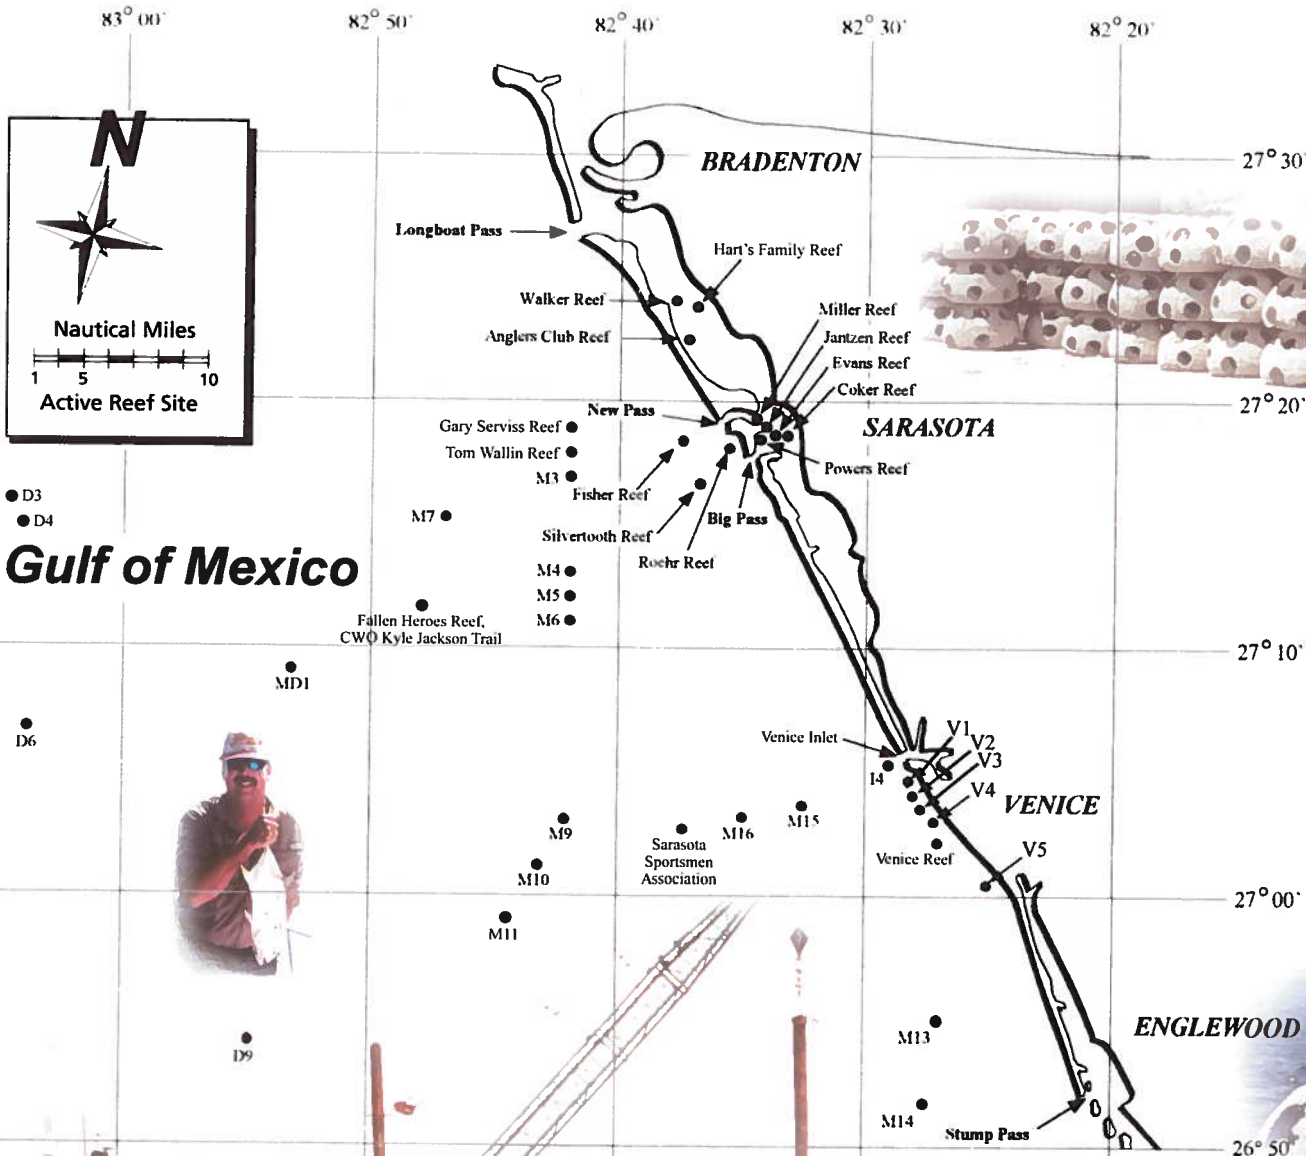 83° 00'
82° 50'
82° 40'
82° 30'
82° 20'
N
Nautical Miles
1 5 10
Active Reef Site
BRADENTON
27° 30'
Longboat Pass
Hart's Family Reef
Walker Reef
Anglers Club Reef
Miller Reef
Jantzen Reef
Evans Reef
Coker Reef
27° 20'
New Pass
SARASOTA
Gary Serviss Reef
Tom Wallin Reef
M3
Fisher Reef
Powers Reef
D3
D4
M7
Silvertooth Reef
Big Pass
Roehr Reef
Gulf of Mexico
M4
M5
M6
Fallen Heroes Reef,
CWO Kyle Jackson Trail
27° 10'
MD1
D6
Venice Inlet
V1
V2
V3
V4
I4
VENICE
M9
M10
M11
Sarasota
Sportsmen
Association
M16
M15
Venice Reef
V5
27° 00'
D9
M13
ENGLEWOOD
M14
Stump Pass
26° 50'